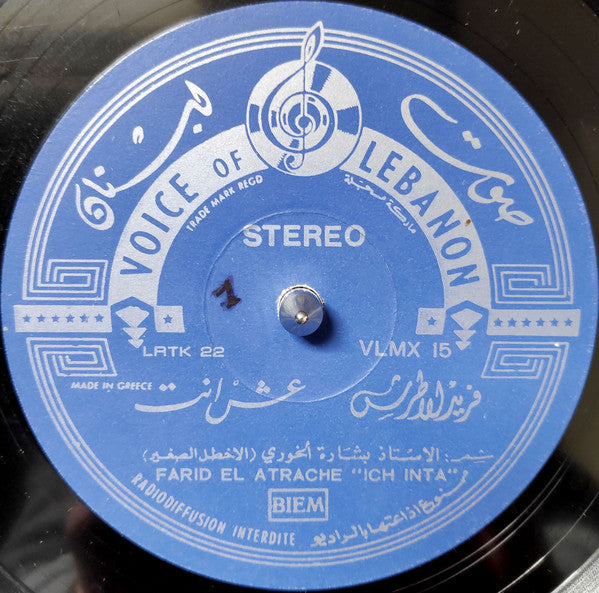 صوت لبنان
VOICE OF LEBANON
TRADE MARK REGD
ماركة مسجلة
STEREO
LRTK 22
VLMX 15
MADE IN GREECE
فريد الاطرش
عش انت
شعر: الاستاذ بشارة الخوري (الاخطل الصغير)
FARID EL ATRACHE "ICH INTA"
BIEM
RADIODIFFUSION INTERDITE
ممنوع اذاعتها بالراديو